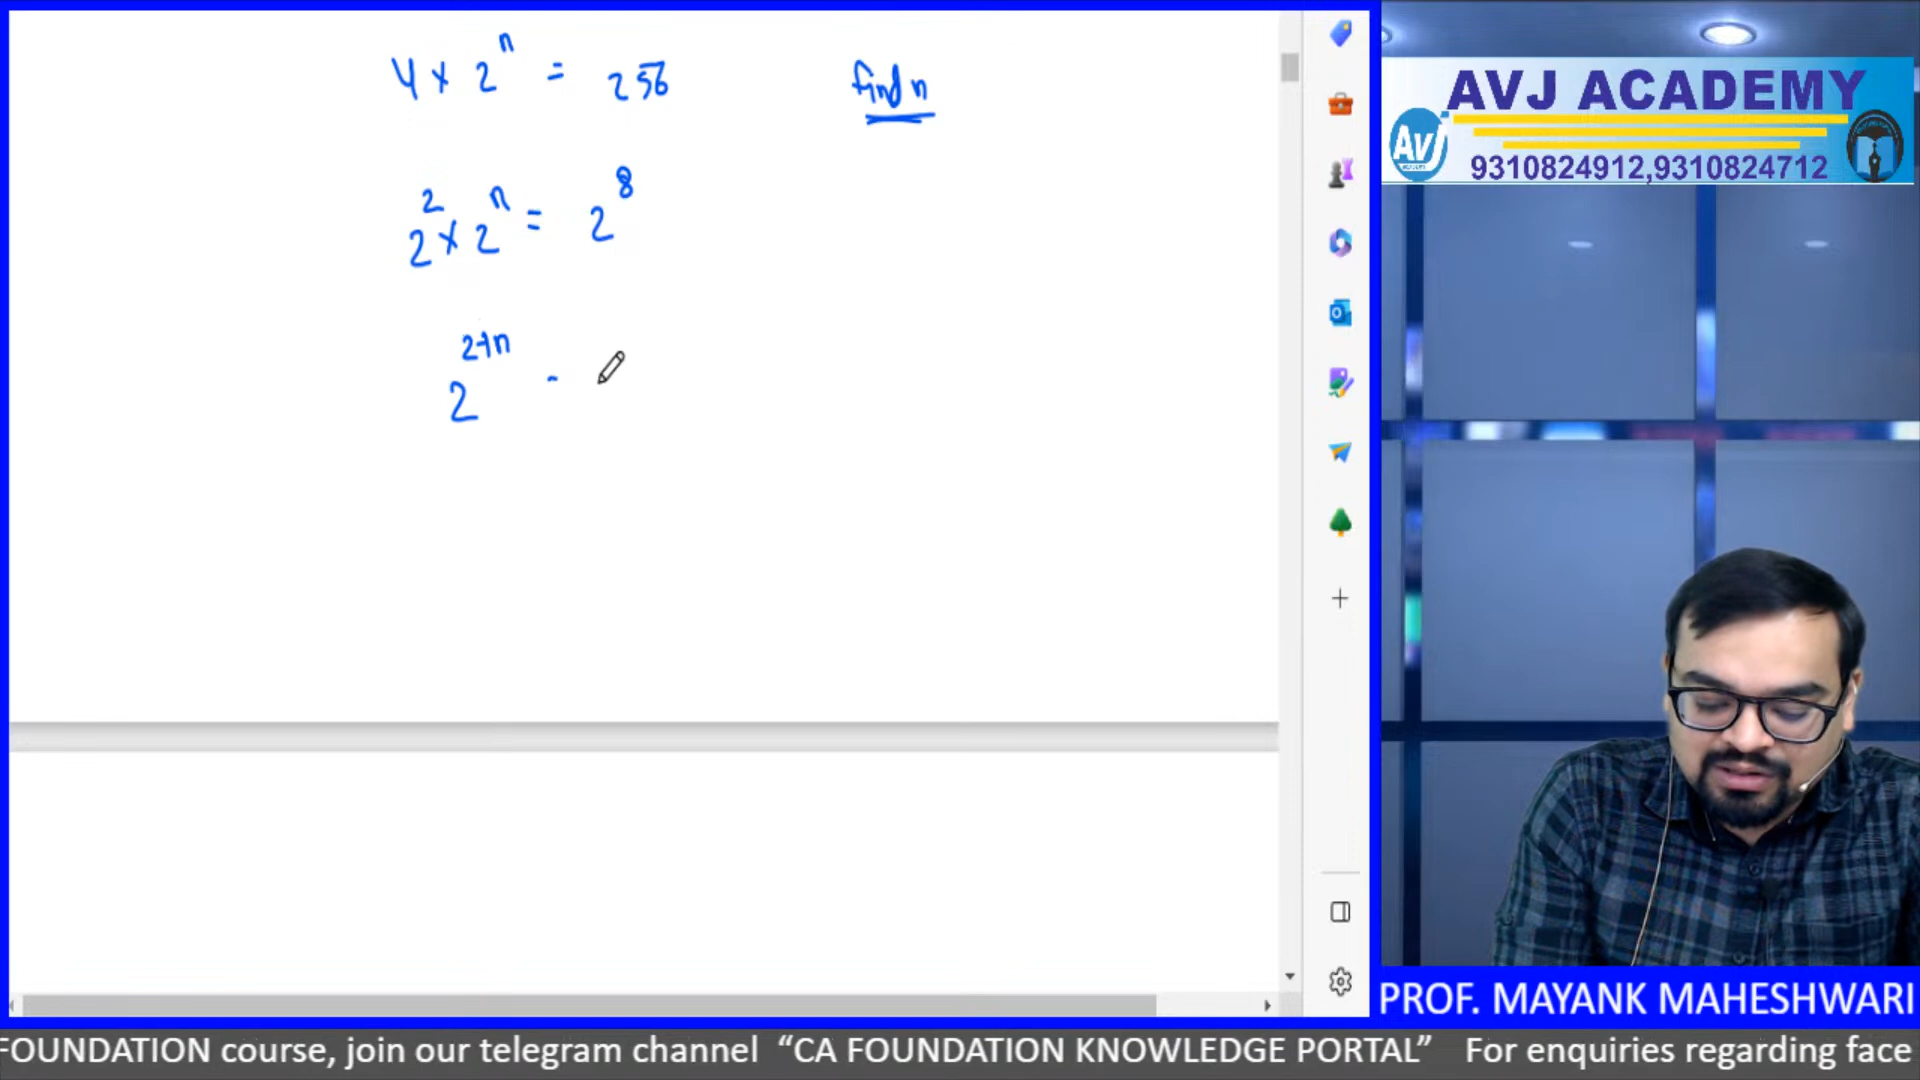 4 × 2^n = 256 find n
2^2 × 2^n = 2^8
2^2+n -
AVJ ACADEMY
AVJ
9310824912,9310824712
PROF. MAYANK MAHESHWARI
FOUNDATION course, join our telegram channel “CA FOUNDATION KNOWLEDGE PORTAL” For enquiries regarding face